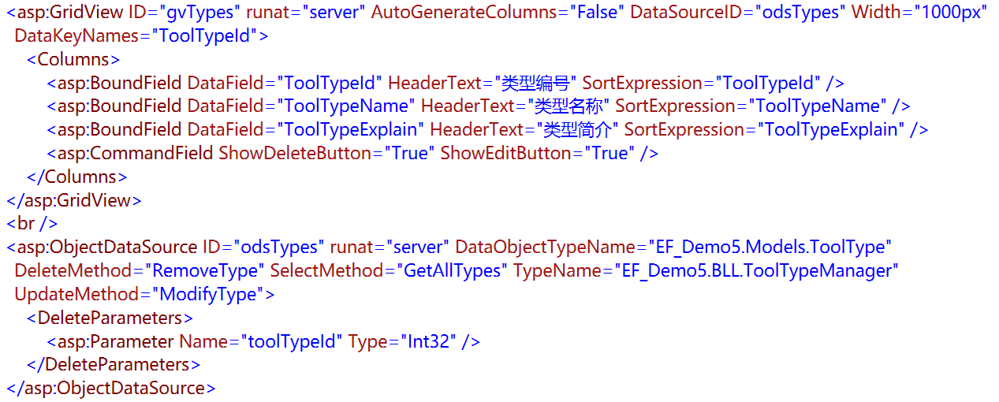 <asp:GridView ID="gvTypes" runat="server" AutoGenerateColumns="False" DataSourceID="odsTypes" Width="1000px"
DataKeyNames="ToolTypeId">
<Columns>
<asp:BoundField DataField="ToolTypeId" HeaderText="类型编号" SortExpression="ToolTypeId" />
<asp:BoundField DataField="ToolTypeName" HeaderText="类型名称" SortExpression="ToolTypeName" />
<asp:BoundField DataField="ToolTypeExplain" HeaderText="类型简介" SortExpression="ToolTypeExplain" />
<asp:CommandField ShowDeleteButton="True" ShowEditButton="True" />
</Columns>
</asp:GridView>
<br />
<asp:ObjectDataSource ID="odsTypes" runat="server" DataObjectTypeName="EF_Demo5.Models.ToolType"
DeleteMethod="RemoveType" SelectMethod="GetAllTypes" TypeName="EF_Demo5.BLL.ToolTypeManager"
UpdateMethod="ModifyType">
<DeleteParameters>
<asp:Parameter Name="toolTypeId" Type="Int32" />
</DeleteParameters>
</asp:ObjectDataSource>